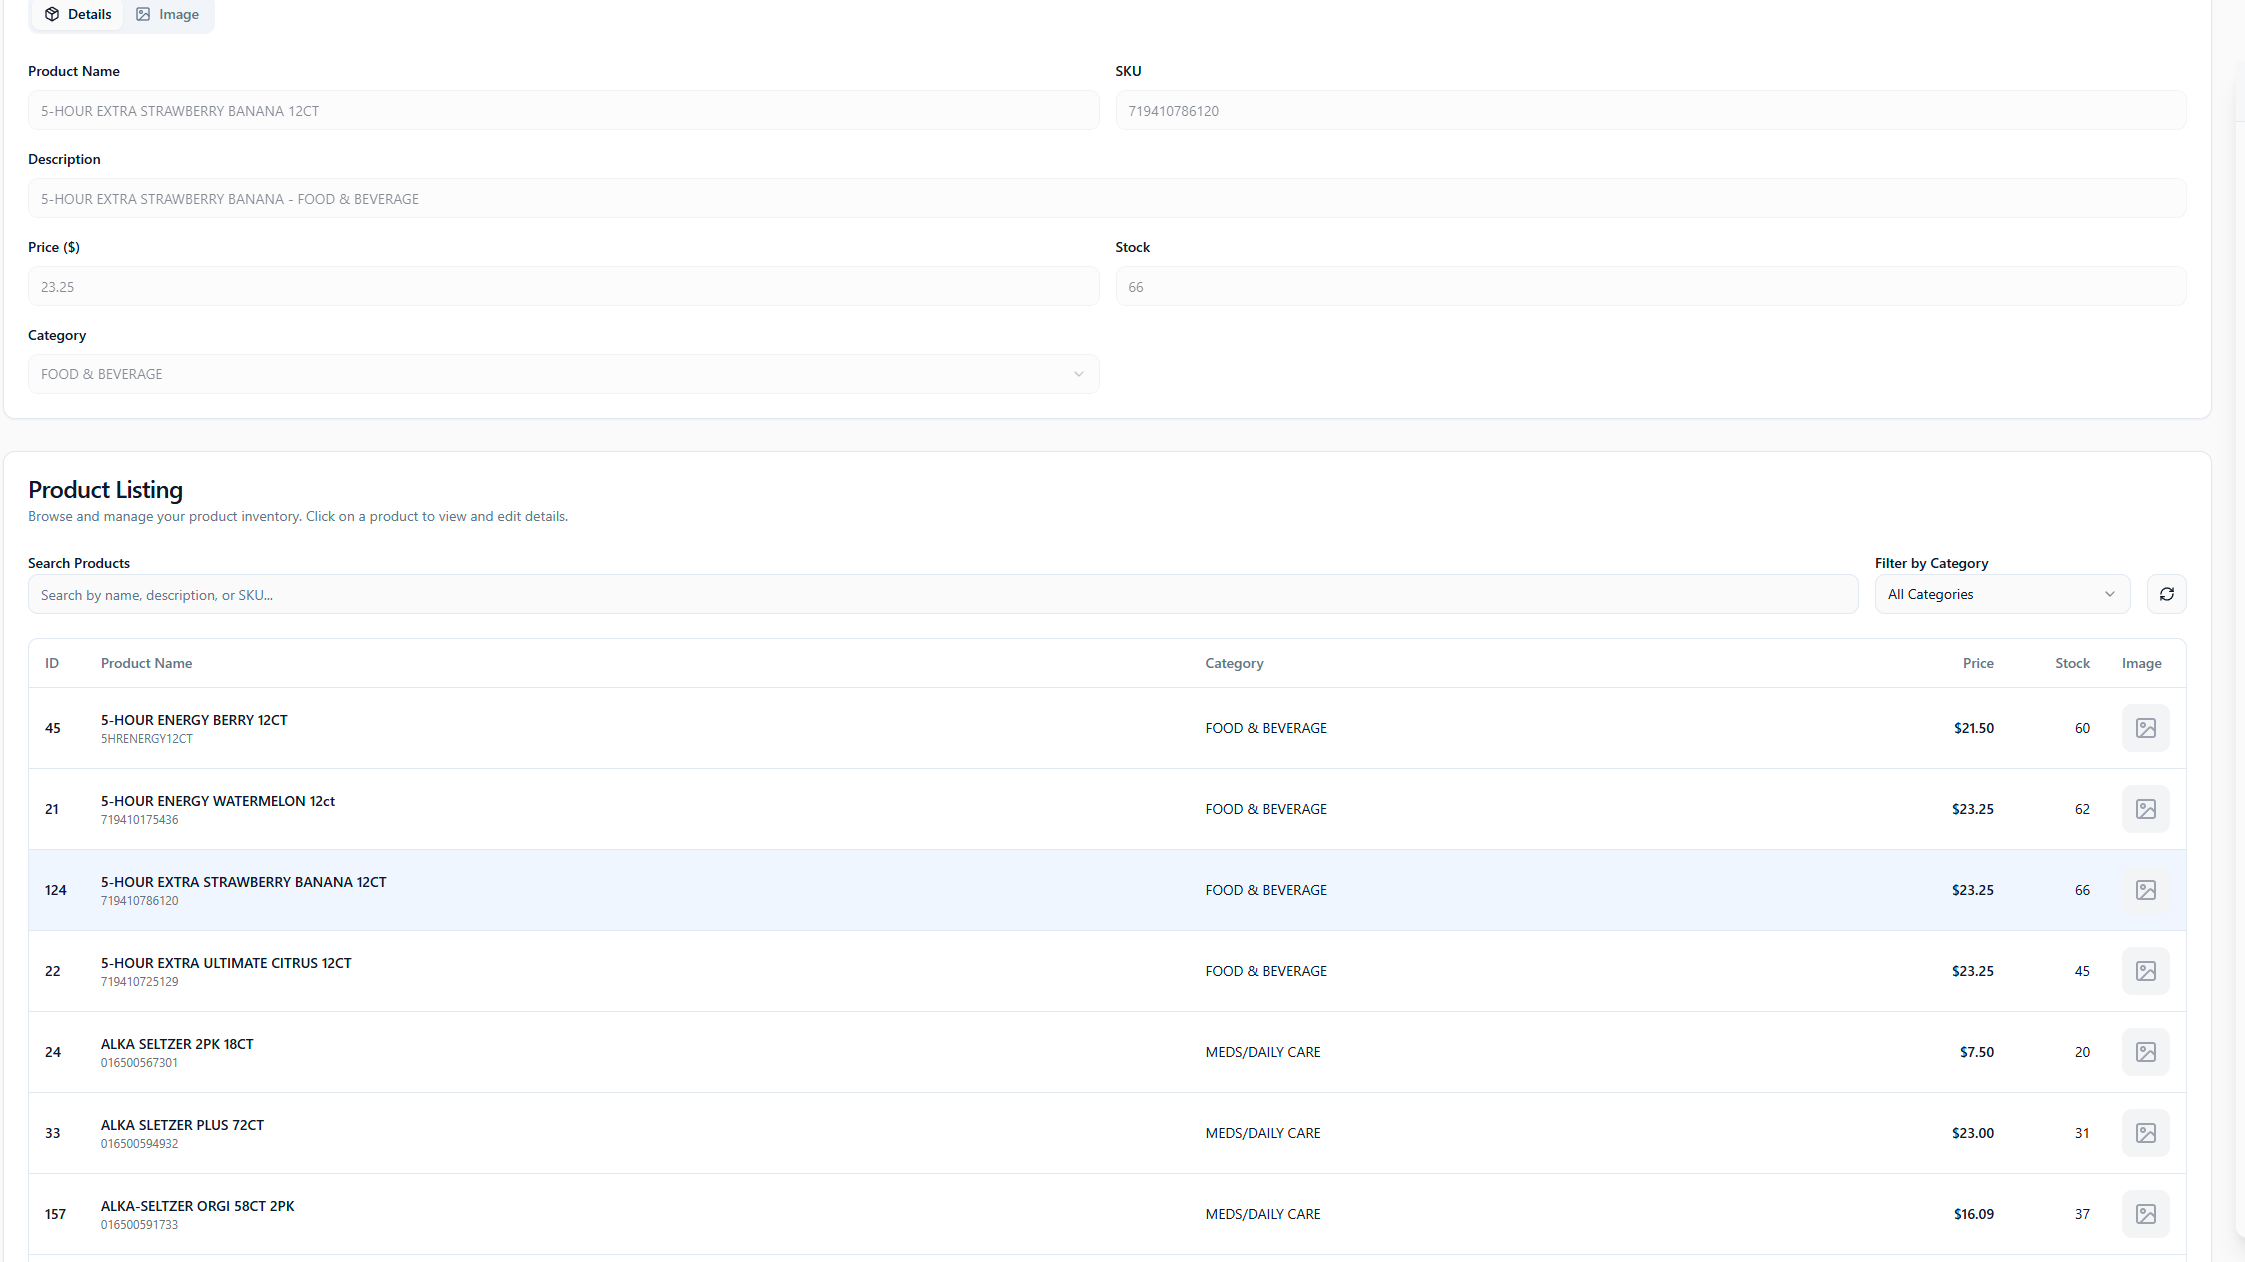 Details Image
Product Name SKU
5-HOUR EXTRA STRAWBERRY BANANA 12CT 719410786120
Description
5-HOUR EXTRA STRAWBERRY BANANA - FOOD & BEVERAGE
Price ($) Stock
23.25 66
Category
FOOD & BEVERAGE
Product Listing
Browse and manage your product inventory. Click on a product to view and edit details.
Search Products Filter by Category
Search by name, description, or SKU... All Categories
ID Product Name Category Price Stock Image
45 5-HOUR ENERGY BERRY 12CT FOOD & BEVERAGE $21.50 60
5HRENERGY12CT
21 5-HOUR ENERGY WATERMELON 12ct FOOD & BEVERAGE $23.25 62
719410175436
124 5-HOUR EXTRA STRAWBERRY BANANA 12CT FOOD & BEVERAGE $23.25 66
719410786120
22 5-HOUR EXTRA ULTIMATE CITRUS 12CT FOOD & BEVERAGE $23.25 45
719410725129
24 ALKA SELTZER 2PK 18CT MEDS/DAILY CARE $7.50 20
016500567301
33 ALKA SLETZER PLUS 72CT MEDS/DAILY CARE $23.00 31
016500594932
157 ALKA-SELTZER ORGI 58CT 2PK MEDS/DAILY CARE $16.09 37
016500591733